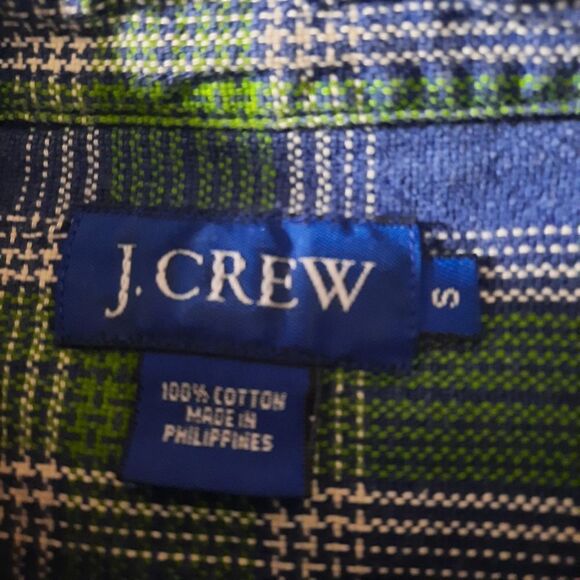 J.CREW
S
100% COTTON
MADE IN
PHILIPPINES